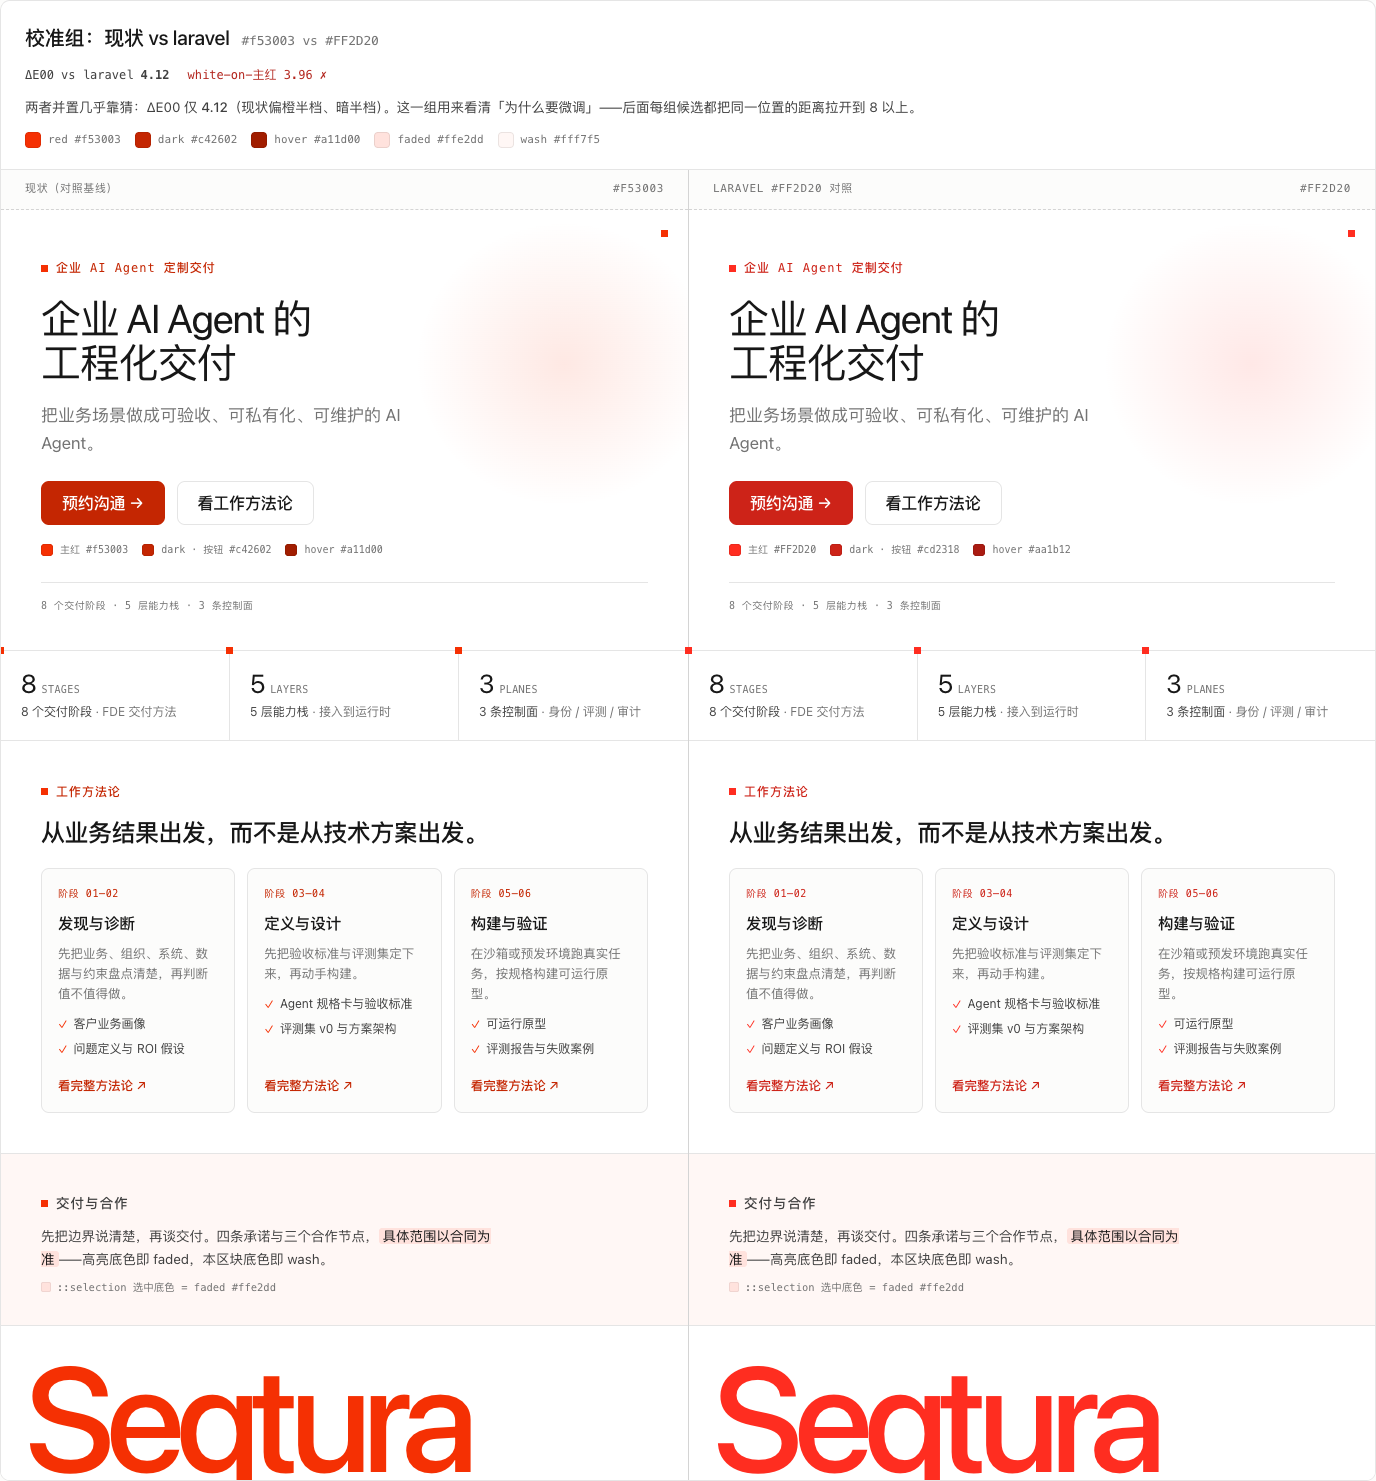 校准组：现状 vs laravel #f53003 vs #FF2D20
ΔE00 vs laravel 4.12 white-on-主红 3.96 ✗
两者并置几乎靠猜：ΔE00 仅 4.12（现状偏橙半档、暗半档）。这一组用来看清「为什么要微调」——后面每组候选都把同一位置的距离拉开到 8 以上。
red #f53003 dark #c42602 hover #a11d00 faded #ffe2dd wash #fff7f5
现状（对照基线） #F53003
企业 AI Agent 定制交付
企业 AI Agent 的
工程化交付
把业务场景做成可验收、可私有化、可维护的 AI
Agent。
预约沟通 → 看工作方法论
主红 #f53003 dark · 按钮 #c42602 hover #a11d00
8 个交付阶段 · 5 层能力栈 · 3 条控制面
8 STAGES
8 个交付阶段 · FDE 交付方法
5 LAYERS
5 层能力栈 · 接入到运行时
3 PLANES
3 条控制面 · 身份 / 评测 / 审计
工作方法论
从业务结果出发，而不是从技术方案出发。
阶段 01—02
发现与诊断
先把业务、组织、系统、数
据与约束盘点清楚，再判断
值不值得做。
✓ 客户业务画像
✓ 问题定义与 ROI 假设
看完整方法论 ↗
阶段 03—04
定义与设计
先把验收标准与评测集定下
来，再动手构建。
✓ Agent 规格卡与验收标准
✓ 评测集 v0 与方案架构
看完整方法论 ↗
阶段 05—06
构建与验证
在沙箱或预发环境跑真实任
务，按规格构建可运行原
型。
✓ 可运行原型
✓ 评测报告与失败案例
看完整方法论 ↗
交付与合作
先把边界说清楚，再谈交付。四条承诺与三个合作节点，具体范围以合同为
准——高亮底色即 faded，本区块底色即 wash。
::selection 选中底色 = faded #ffe2dd
Seqtura
LARAVEL #FF2D20 对照 #FF2D20
企业 AI Agent 定制交付
企业 AI Agent 的
工程化交付
把业务场景做成可验收、可私有化、可维护的 AI
Agent。
预约沟通 → 看工作方法论
主红 #FF2D20 dark · 按钮 #cd2318 hover #aa1b12
8 个交付阶段 · 5 层能力栈 · 3 条控制面
8 STAGES
8 个交付阶段 · FDE 交付方法
5 LAYERS
5 层能力栈 · 接入到运行时
3 PLANES
3 条控制面 · 身份 / 评测 / 审计
工作方法论
从业务结果出发，而不是从技术方案出发。
阶段 01—02
发现与诊断
先把业务、组织、系统、数
据与约束盘点清楚，再判断
值不值得做。
✓ 客户业务画像
✓ 问题定义与 ROI 假设
看完整方法论 ↗
阶段 03—04
定义与设计
先把验收标准与评测集定下
来，再动手构建。
✓ Agent 规格卡与验收标准
✓ 评测集 v0 与方案架构
看完整方法论 ↗
阶段 05—06
构建与验证
在沙箱或预发环境跑真实任
务，按规格构建可运行原
型。
✓ 可运行原型
✓ 评测报告与失败案例
看完整方法论 ↗
交付与合作
先把边界说清楚，再谈交付。四条承诺与三个合作节点，具体范围以合同为
准——高亮底色即 faded，本区块底色即 wash。
::selection 选中底色 = faded #ffe2dd
Seqtura